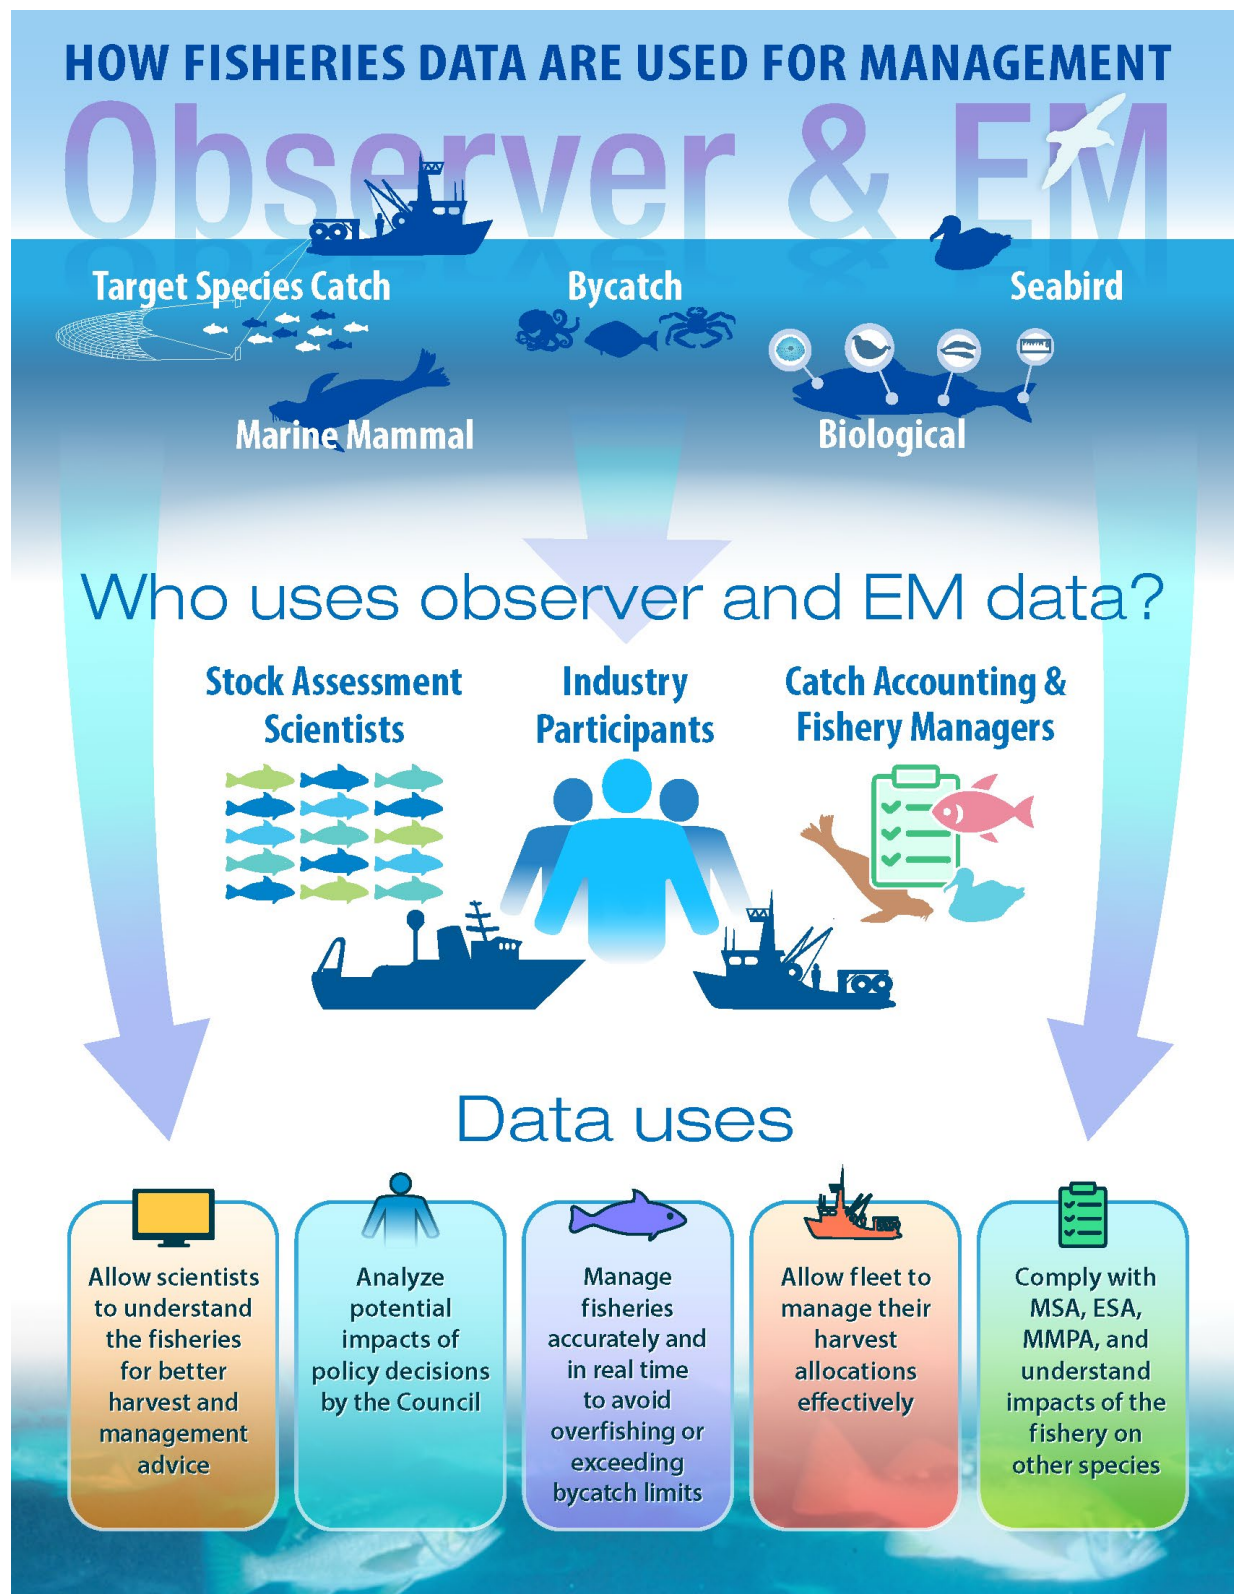 HOW FISHERIES DATA ARE USED FOR MANAGEMENT
Observer & EM
Target Species Catch
Bycatch
Seabird
Marine Mammal
Biological
Who uses observer and EM data?
Stock Assessment
Scientists
Industry
Participants
Catch Accounting &
Fishery Managers
Data uses
Allow scientists
to understand
the fisheries
for better
harvest and
management
advice
Analyze
potential
impacts of
policy decisions
by the Council
Manage
fisheries
accurately and
in real time
to avoid
overfishing or
exceeding
bycatch limits
Allow fleet to
manage their
harvest
allocations
effectively
Comply with
MSA, ESA,
MMPA, and
understand
impacts of the
fishery on
other species